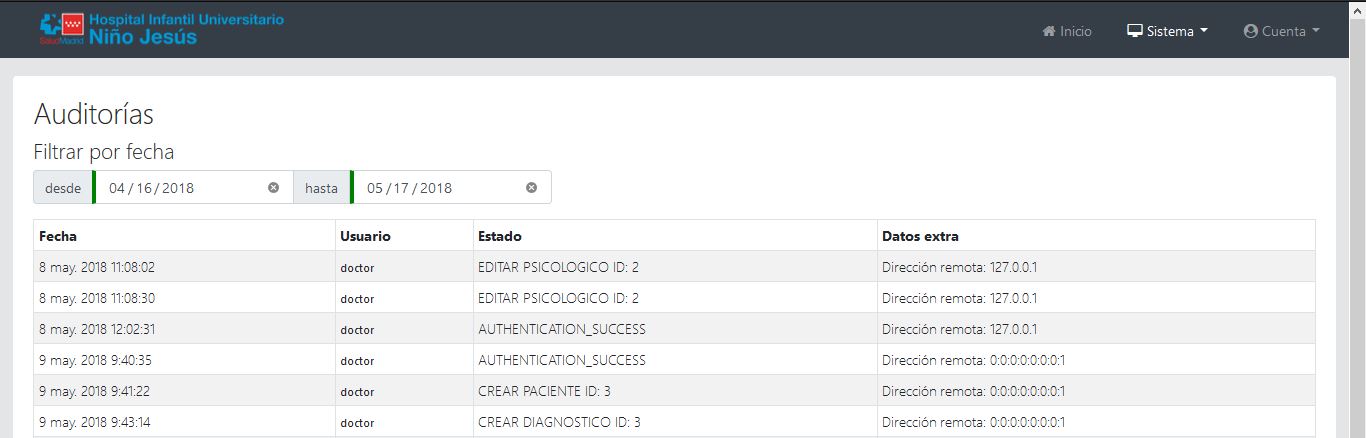 Hospital Infantil Universitario
Niño Jesús
SaludMadrid
Inicio
Sistema
Cuenta
Auditorías
Filtrar por fecha
desde 04 / 16 / 2018 hasta 05 / 17 / 2018
Fecha Usuario Estado Datos extra
8 may. 2018 11:08:02 doctor EDITAR PSICOLOGICO ID: 2 Dirección remota: 127.0.0.1
8 may. 2018 11:08:30 doctor EDITAR PSICOLOGICO ID: 2 Dirección remota: 127.0.0.1
8 may. 2018 12:02:31 doctor AUTHENTICATION_SUCCESS Dirección remota: 127.0.0.1
9 may. 2018 9:40:35 doctor AUTHENTICATION_SUCCESS Dirección remota: 0:0:0:0:0:0:0:1
9 may. 2018 9:41:22 doctor CREAR PACIENTE ID: 3 Dirección remota: 0:0:0:0:0:0:0:1
9 may. 2018 9:43:14 doctor CREAR DIAGNOSTICO ID: 3 Dirección remota: 0:0:0:0:0:0:0:1